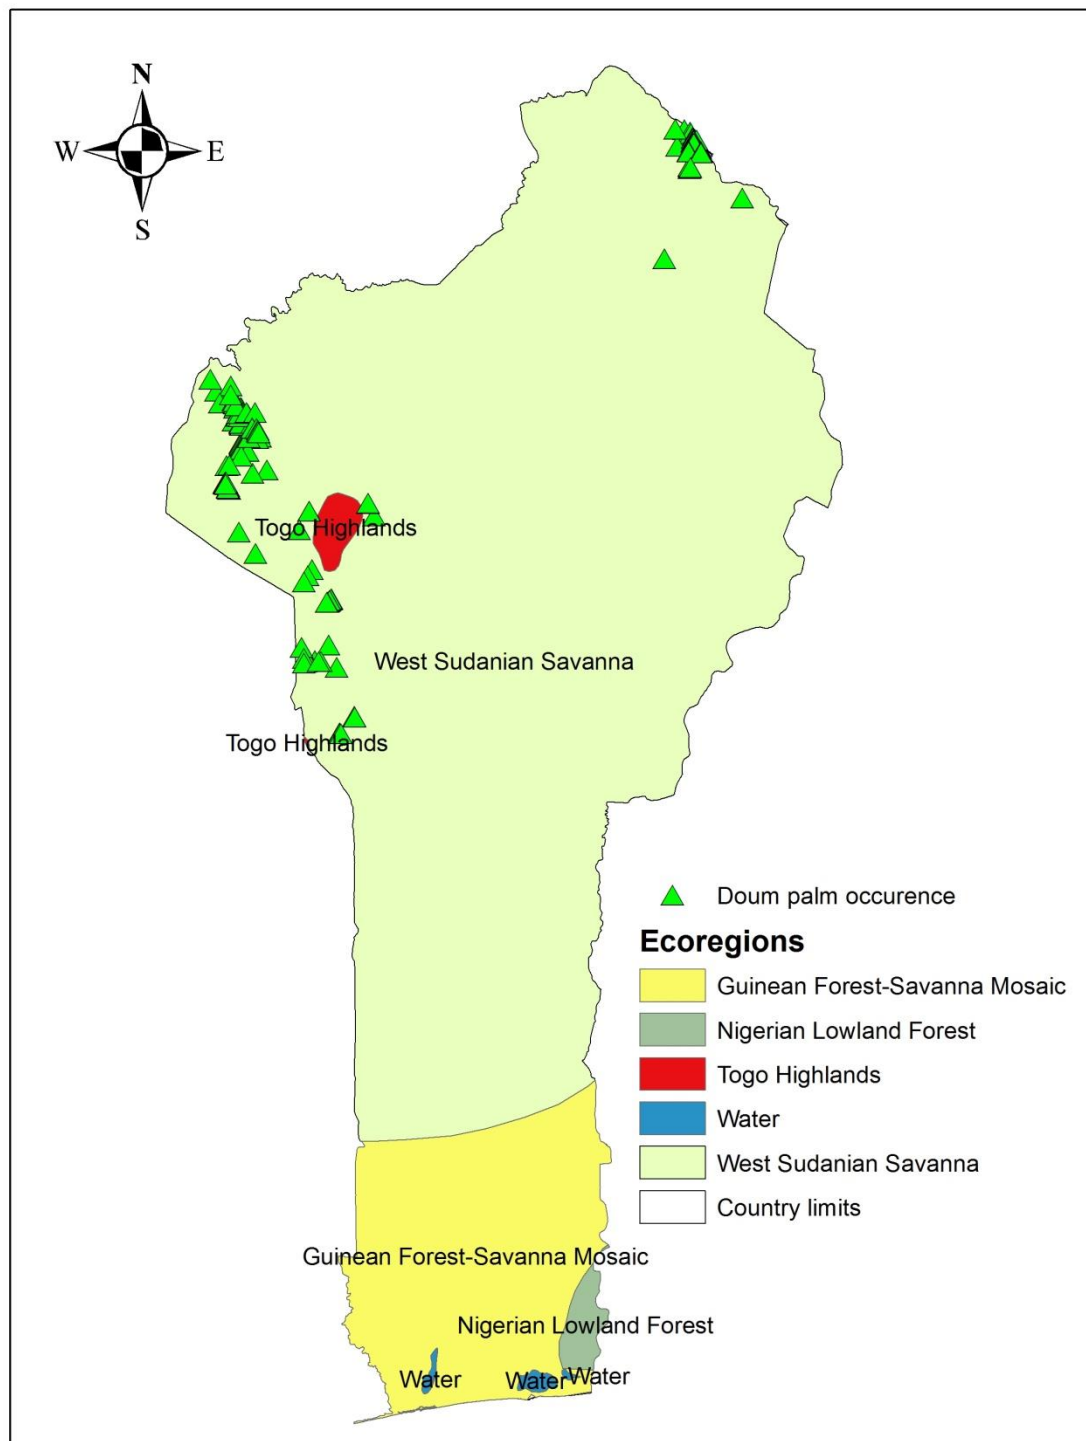 N
W E
S
Togo Highlands
West Sudanian Savanna
Togo Highlands
Doum palm occurence
Ecoregions
Guinean Forest-Savanna Mosaic
Nigerian Lowland Forest
Togo Highlands
Water
West Sudanian Savanna
Country limits
Guinean Forest-Savanna Mosaic
Nigerian Lowland Forest
Water Water Water